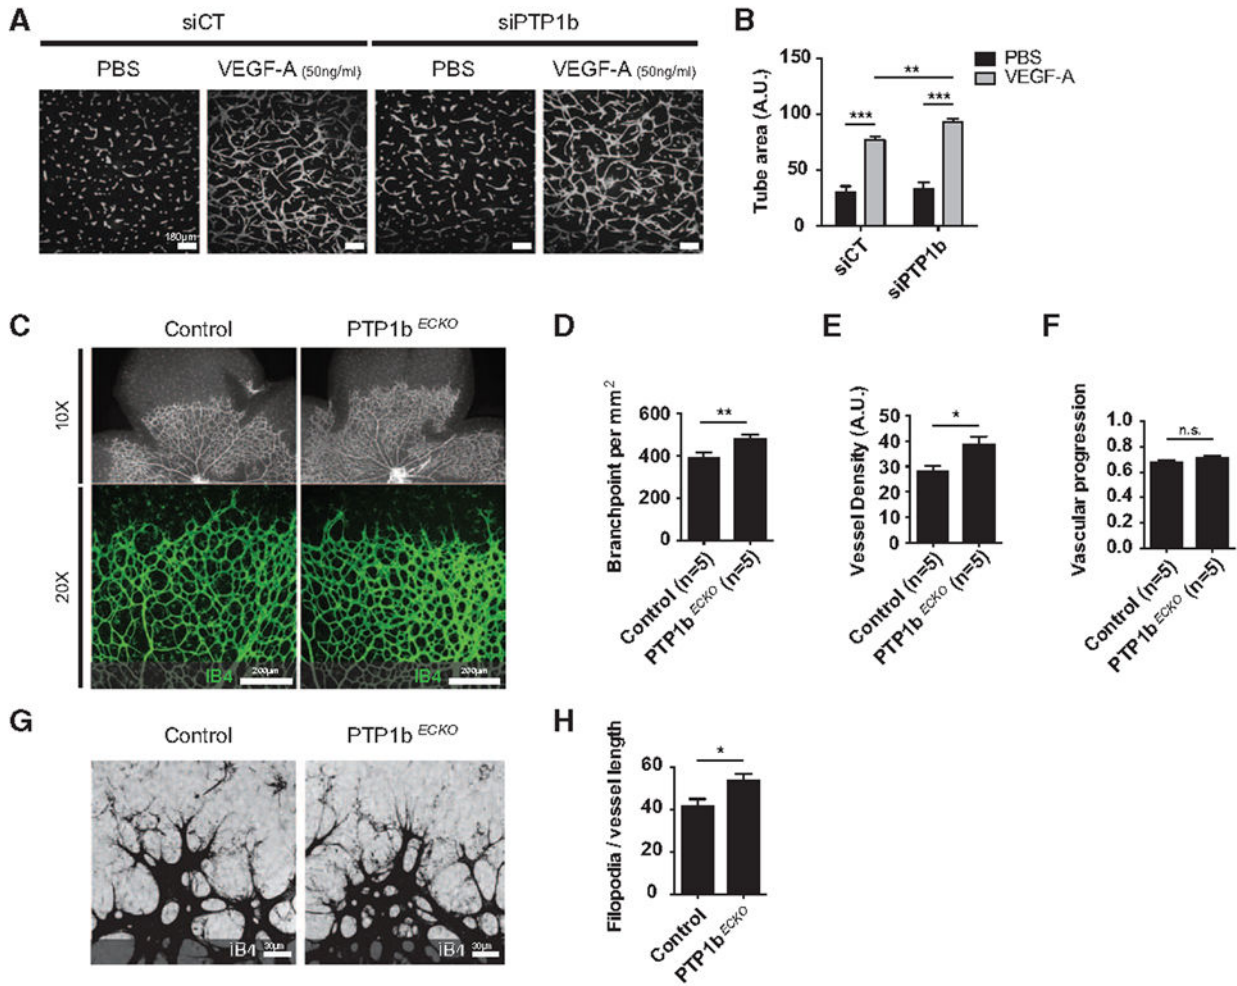 A
siCT
siPTP1b
PBS
VEGF-A (50ng/ml)
PBS
VEGF-A (50ng/ml)
180µm
B
150
100
50
0
Tube area (A.U.)
***
**
***
PBS
VEGF-A
siCT
siPTP1b
C
Control
PTP1b ECKO
10X
20X
IB4
200µm
IB4
200µm
D
Branchpoint per mm2
600
400
200
0
**
Control (n=5)
PTP1b ECKO (n=5)
E
Vessel Density (A.U.)
50
40
30
20
10
0
*
Control (n=5)
PTP1b ECKO (n=5)
F
Vascular progression
1.0
0.8
0.6
0.4
0.2
0.0
n.s.
Control (n=5)
PTP1b ECKO (n=5)
G
Control
PTP1b ECKO
IB4
30µm
IB4
30µm
H
Filopodia / vessel length
60
40
20
0
*
Control
PTP1b ECKO